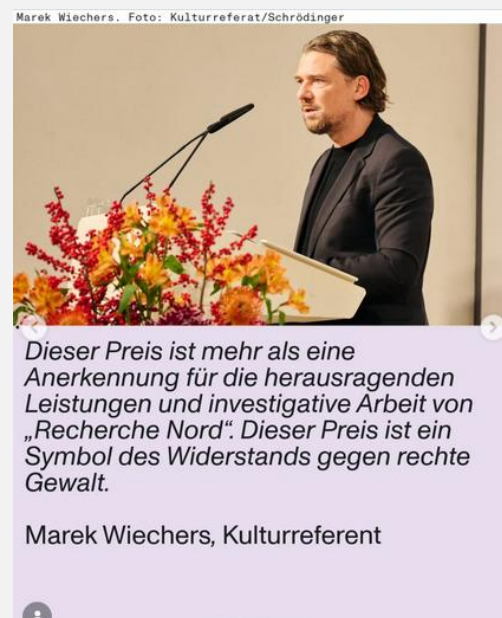 Marek Wiechers. Foto: Kulturreferat/Schrödinger
Dieser Preis ist mehr als eine
Anerkennung für die herausragenden
Leistungen und investigative Arbeit von
„Recherche Nord“. Dieser Preis ist ein
Symbol des Widerstands gegen rechte
Gewalt.
Marek Wiechers, Kulturreferent